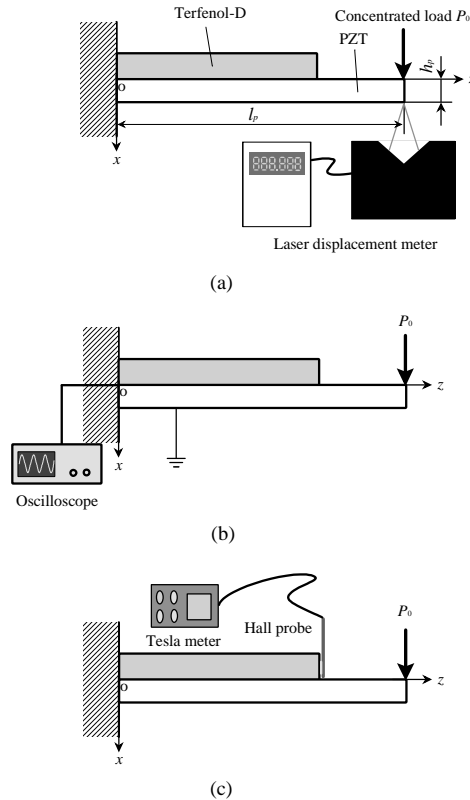 Terfenol-D
Concentrated load P₀
PZT
hₚ
z
o
lₚ
x
888.888
Laser displacement meter
(a)
P₀
o
z
x
Oscilloscope
(b)
P₀
Tesla meter
Hall probe
o
z
x
(c)